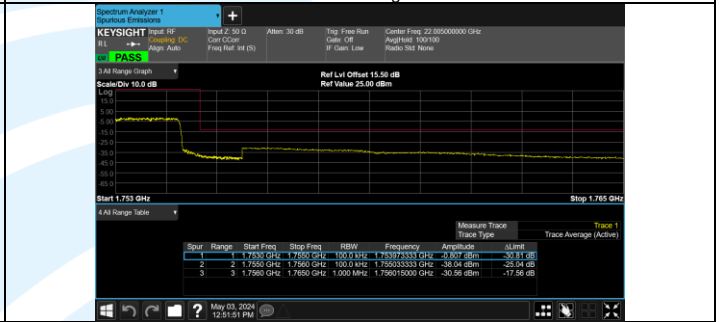 Spectrum Analyzer 1
Spurious Emissions
+
KEYSIGHT Input: RF Input Z: 50 Ω Atten: 30 dB Trig: Free Run Center Freq: 22.005000000 GHz
RL Coupling: DC Corr CCorr Gate: Off Avg|Hold: 100/100
Align: Auto Freq Ref: Int (S) IF Gain: Low Radio Std: None
PASS
3 All Range Graph Ref Lvl Offset 15.50 dB
Scale/Div 10.0 dB Ref Value 25.00 dBm
Log
15.0
5.00
-5.00
-15.0
-25.0
-35.0
-45.0
-55.0
-65.0
Start 1.753 GHz Stop 1.765 GHz
4 All Range Table
Measure Trace Trace 1
Trace Type Trace Average (Active)
Spur Range Start Freq Stop Freq RBW Frequency Amplitude ΔLimit
1 1 1.7530 GHz 1.7550 GHz 100.0 kHz 1.753973333 GHz -0.807 dBm -30.81 dB
2 2 1.7550 GHz 1.7560 GHz 100.0 kHz 1.755033333 GHz -38.04 dBm -25.04 dB
3 3 1.7560 GHz 1.7650 GHz 1.000 MHz 1.756015000 GHz -30.56 dBm -17.56 dB
? May 03, 2024
12:51:51 PM